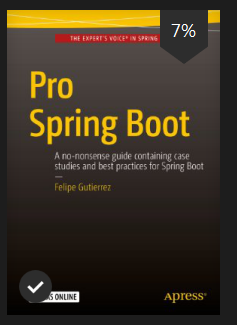 7%
THE EXPERT'S VOICE® IN SPRING
Pro
Spring Boot
A no-nonsense guide containing case
studies and best practices for Spring Boot
—
Felipe Gutierrez
ONLINE
Apress®